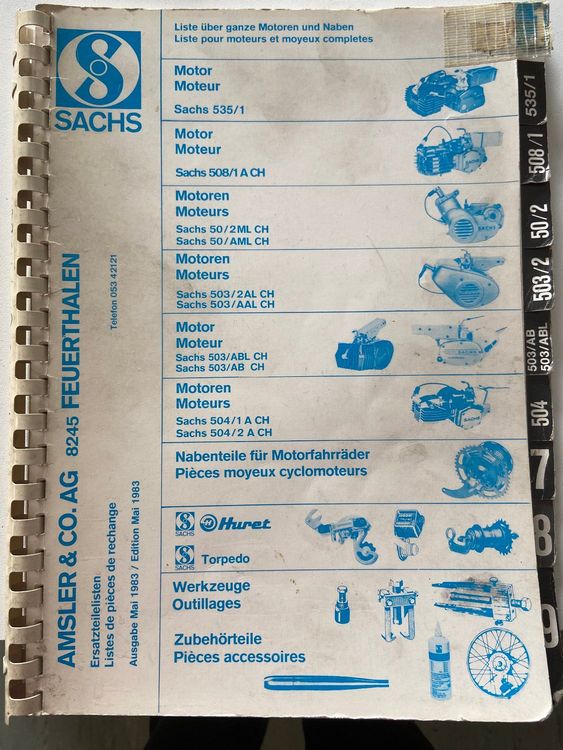 SACHS
AMSLER & CO. AG 8245 FEUERTHALEN
Telefon 053 42121
Ersatzteilelisten
Listes de pièces de rechange
Ausgabe Mai 1983 / Edition Mai 1983
Liste über ganze Motoren und Naben
Liste pour moteurs et moyeux completes
Motor
Moteur
Sachs 535/1
Motor
Moteur
Sachs 508/1 A CH
Motoren
Moteurs
Sachs 50/2 ML CH
Sachs 50/AML CH
SACHS
Motoren
Moteurs
Sachs 503/2AL CH
Sachs 503/AAL CH
Motor
Moteur
Sachs 503/ABL CH
Sachs 503/AB CH
SACHS
Motoren
Moteurs
Sachs 504/1 A CH
Sachs 504/2 A CH
Nabenteile für Motorfahrräder
Pièces moyeux cyclomoteurs
SACHS
Huret
SACHS
Torpedo
Werkzeuge
Outillages
Zubehörteile
Pièces accessoires
535/1
508/1
50/2
503/2
503/AB
503/ABL
504
7
8
9